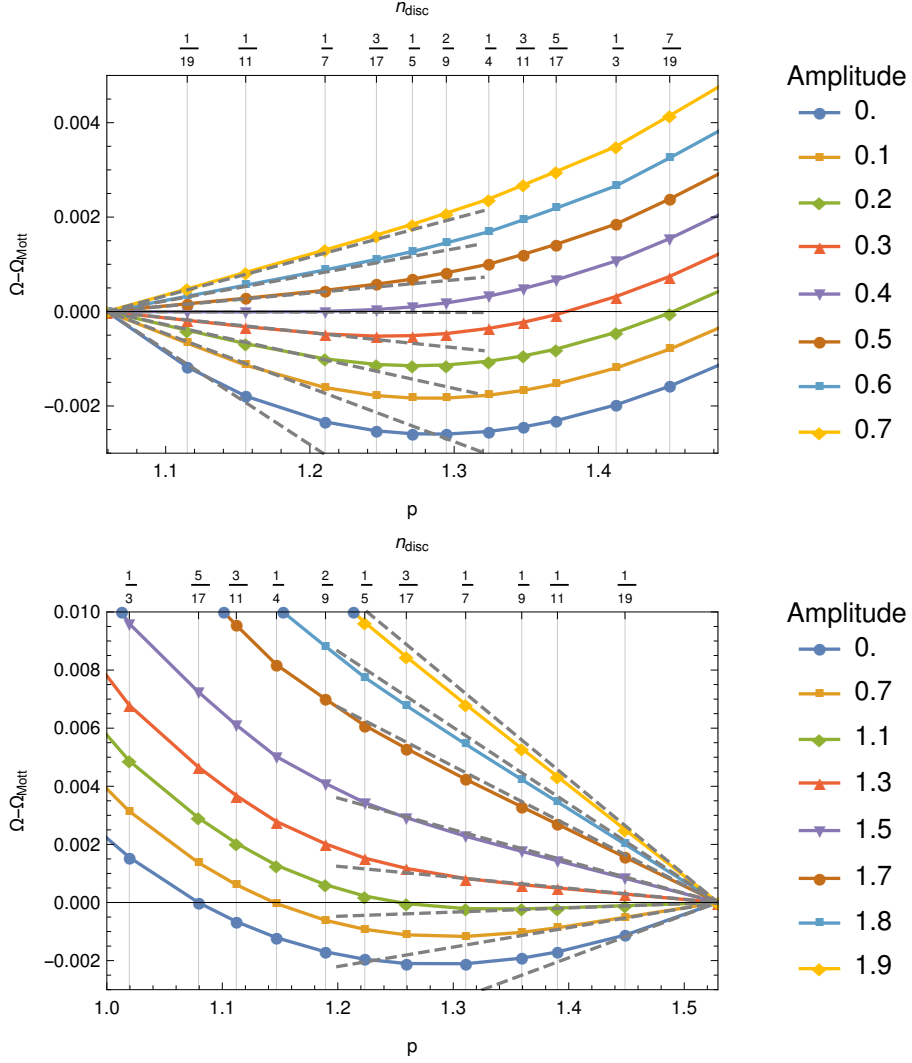 n_disc
1/19 1/11 1/7 3/17 1/5 2/9 1/4 3/11 5/17 1/3 7/19
Ω-Ω_Mott
0.004
0.002
0.000
-0.002
1.1 1.2 1.3 1.4
p
Amplitude
0.
0.1
0.2
0.3
0.4
0.5
0.6
0.7
n_disc
1/3 5/17 3/11 1/4 2/9 1/5 3/17 1/7 1/9 1/11 1/19
Ω-Ω_Mott
0.010
0.008
0.006
0.004
0.002
0.000
-0.002
1.0 1.1 1.2 1.3 1.4 1.5
p
Amplitude
0.
0.7
1.1
1.3
1.5
1.7
1.8
1.9